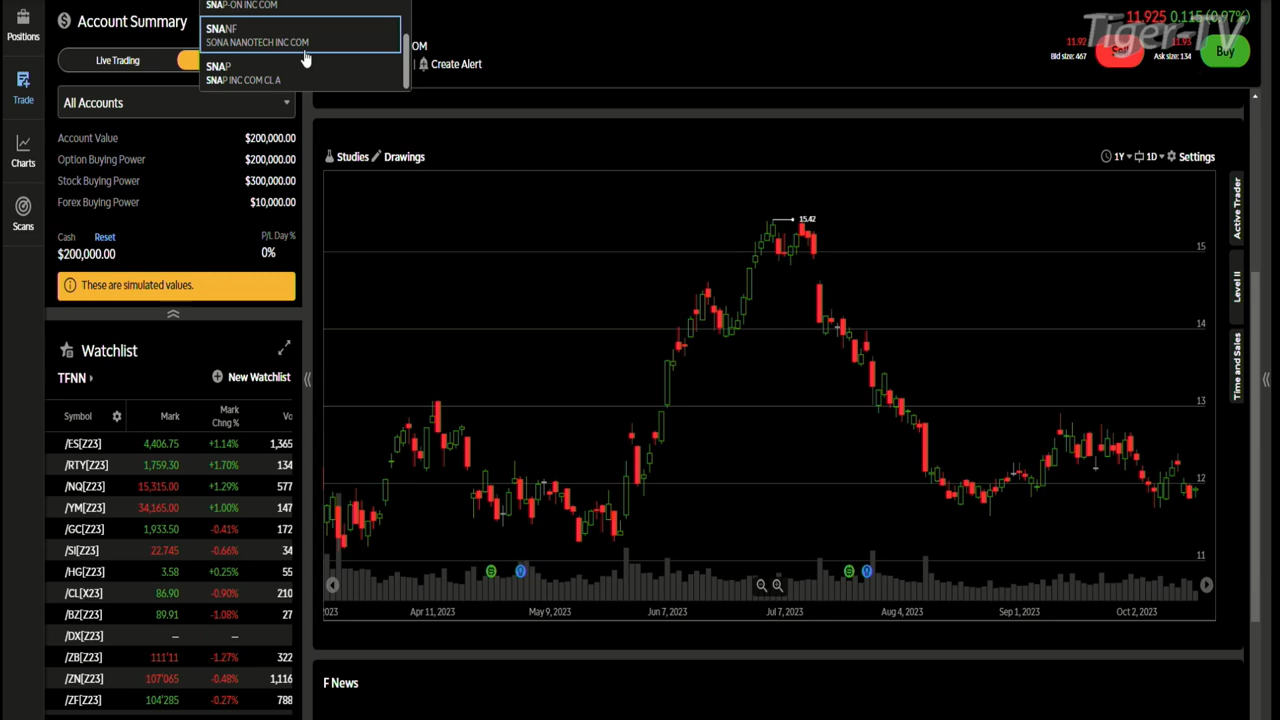 SNAP-ON INC COM
SNANF
SONA NANOTECH INC COM
SNAP
SNAP INC COM CL A
Positions
Trade
Charts
Scans
Account Summary
Live Trading
All Accounts
Account Value $200,000.00
Option Buying Power $200,000.00
Stock Buying Power $300,000.00
Forex Buying Power $10,000.00
Cash Reset P/L Day %
$200,000.00 0%
These are simulated values.
Watchlist
TFNN New Watchlist
Symbol Mark Mark Chng % Vo
/ES[Z23] 4,406.75 +1.14% 1,365
/RTY[Z23] 1,759.30 +1.70% 134
/NQ[Z23] 15,315.00 +1.29% 577
/YM[Z23] 34,165.00 +1.00% 147
/GC[Z23] 1,933.50 -0.41% 172
/SI[Z23] 22.745 -0.66% 34
/HG[Z23] 3.58 +0.25% 55
/CL[X23] 86.90 -0.90% 210
/BZ[Z23] 89.91 -1.08% 27
/DX[Z23] — —
/ZB[Z23] 111'11 -1.27% 322
/ZN[Z23] 107'065 -0.48% 1,116
/ZF[Z23] 104'285 -0.27% 788
OM
Create Alert
Tiger-TV
11.925 0.115 (0.97%)
11.92 Sell 11.93 Buy
Bid size: 467 Ask size: 134
Studies Drawings
1Y 1D Settings
15.42
15
14
13
12
11
2023 Apr 11, 2023 May 9, 2023 Jun 7, 2023 Jul 7, 2023 Aug 4, 2023 Sep 1, 2023 Oct 2, 2023
Active Trader
Level II
Time and Sales
F News